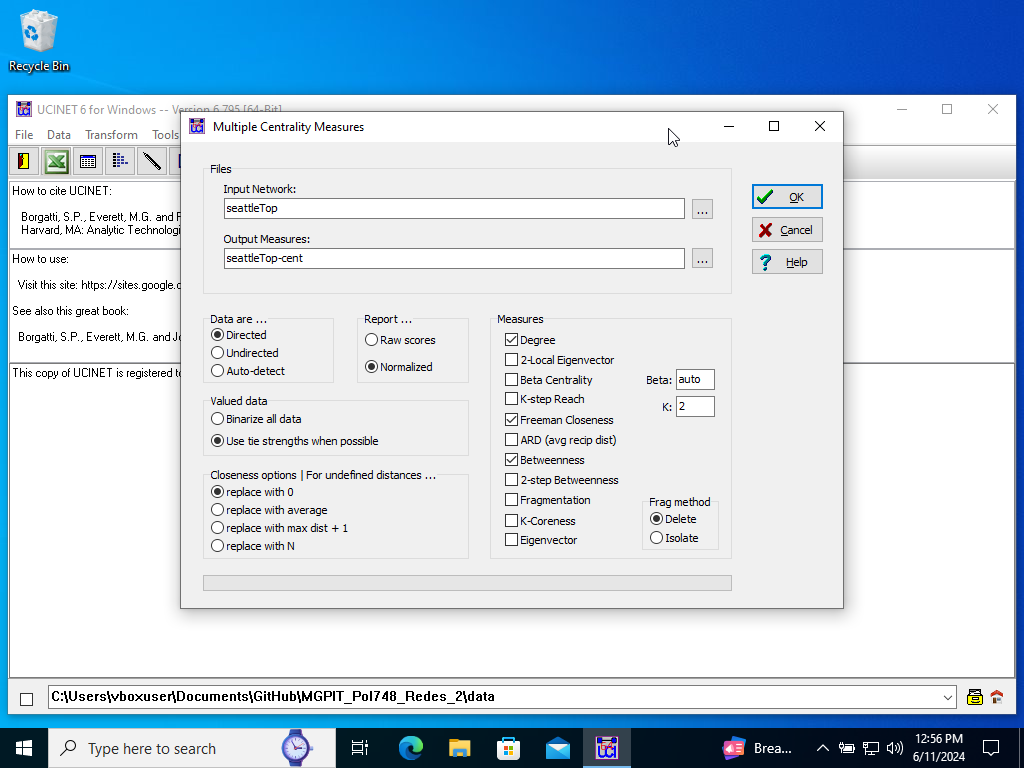 Recycle Bin
UCINET 6 for Windows -- Version 6.795 [64-Bit]
File Data Transform Tools
Multiple Centrality Measures
How to cite UCINET:
Borgatti, S.P., Everett, M.G. and F
Harvard, MA: Analytic Technologi
How to use:
Visit this site: https://sites.google.c
See also this great book:
Borgatti, S.P., Everett, M.G. and Jo
This copy of UCINET is registered to
Files
Input Network:
seattleTop
...
Output Measures:
seattleTop-cent
...
OK
Cancel
? Help
Data are ...
Directed
Undirected
Auto-detect
Report ...
Raw scores
Normalized
Valued data
Binarize all data
Use tie strengths when possible
Closeness options | For undefined distances ...
replace with 0
replace with average
replace with max dist + 1
replace with N
Measures
Degree
2-Local Eigenvector
Beta Centrality
Beta: auto
K-step Reach
K: 2
Freeman Closeness
ARD (avg recip dist)
Betweenness
2-step Betweenness
Fragmentation
K-Coreness
Eigenvector
Frag method
Delete
Isolate
C:\Users\vboxuser\Documents\GitHub\MGPIT_Pol748_Redes_2\data
Type here to search
UCI
Brea...
12:56 PM
6/11/2024